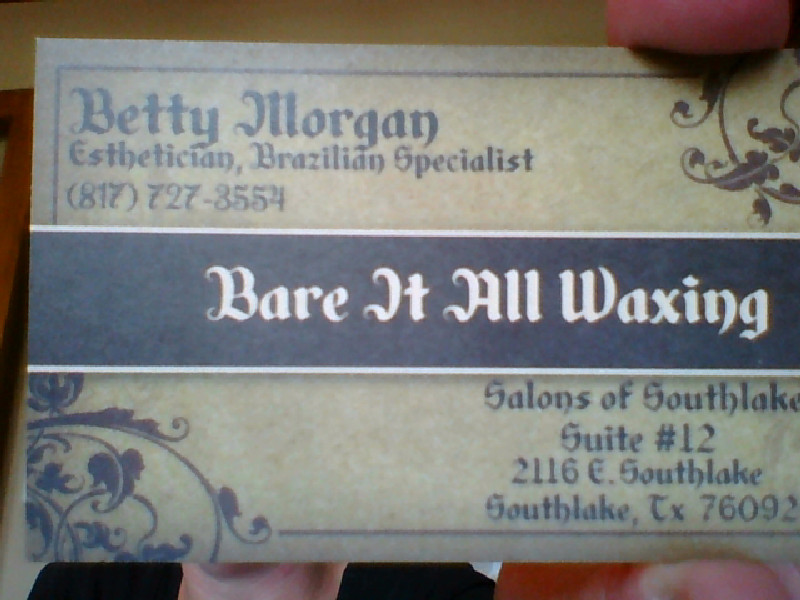 Betty Morgan
Esthetician, Brazilian Specialist
(817) 727-3554
Bare It All Waxing
Salons of Southlake
Suite #12
2116 E. Southlake
Southlake, Tx 76092